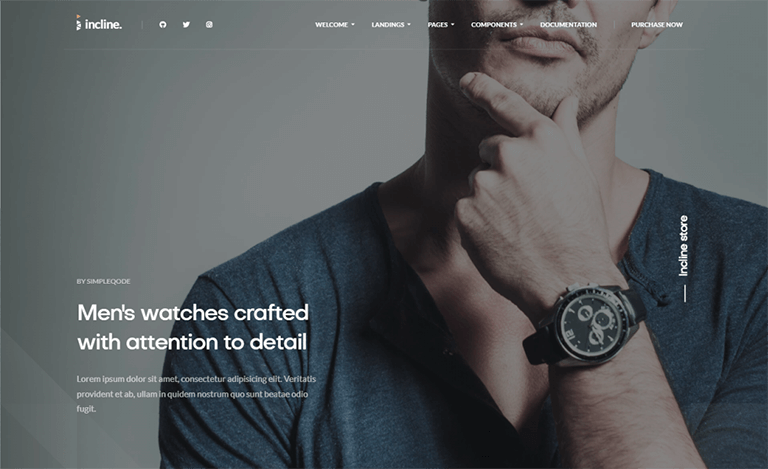 incline.
WELCOME LANDINGS PAGES COMPONENTS DOCUMENTATION PURCHASE NOW
Incline store
BY SIMPLEQODE
Men's watches crafted
with attention to detail
Lorem ipsum dolor sit amet, consectetur adipisicing elit. Veritatis
provident et ab, ullam in quidem nostrum quo sunt beatae odio
fugit.